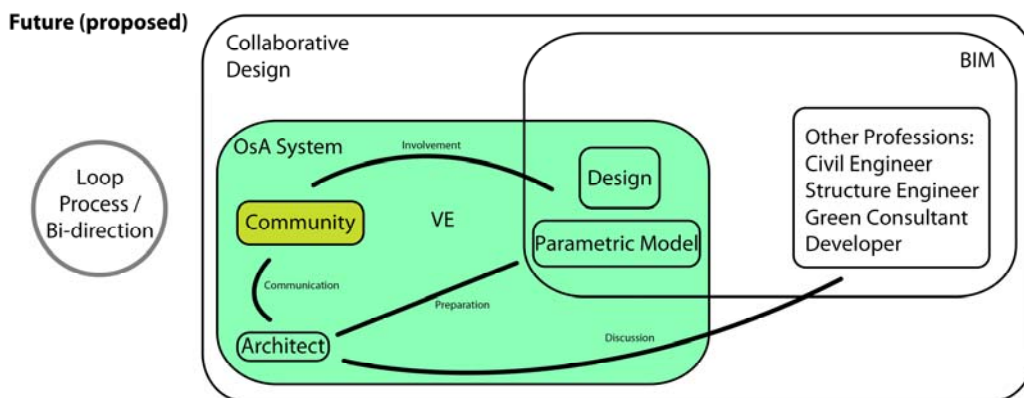 Future (proposed)
Collaborative
Design
BIM
OsA System
Involvement
Other Professions:
Civil Engineer
Structure Engineer
Green Consultant
Developer
Loop
Process /
Bi-direction
Design
Community
VE
Parametric Model
Communication
Preparation
Architect
Discussion